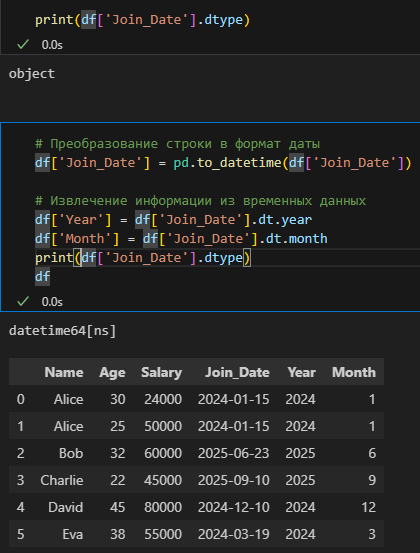 print(df['Join_Date'].dtype)
0.0s
object
# Преобразование строки в формат даты
df['Join_Date'] = pd.to_datetime(df['Join_Date'])
# Извлечение информации из временных данных
df['Year'] = df['Join_Date'].dt.year
df['Month'] = df['Join_Date'].dt.month
print(df['Join_Date'].dtype)
df
0.0s
datetime64[ns]
Name Age Salary Join_Date Year Month
0 Alice 30 24000 2024-01-15 2024 1
1 Alice 25 50000 2024-01-15 2024 1
2 Bob 32 60000 2025-06-23 2025 6
3 Charlie 22 45000 2025-09-10 2025 9
4 David 45 80000 2024-12-10 2024 12
5 Eva 38 55000 2024-03-19 2024 3